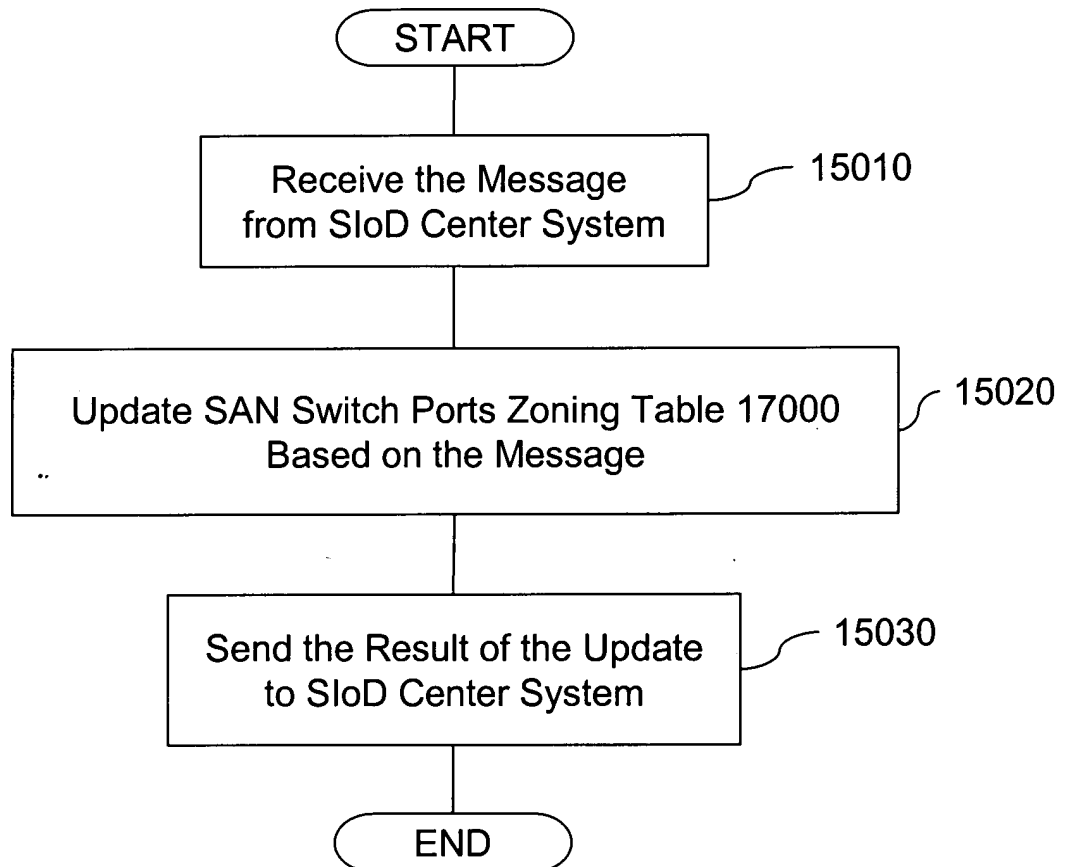 START
Receive the Message
from SIoD Center System
15010
Update SAN Switch Ports Zoning Table 17000
Based on the Message
15020
Send the Result of the Update
to SIoD Center System
15030
END